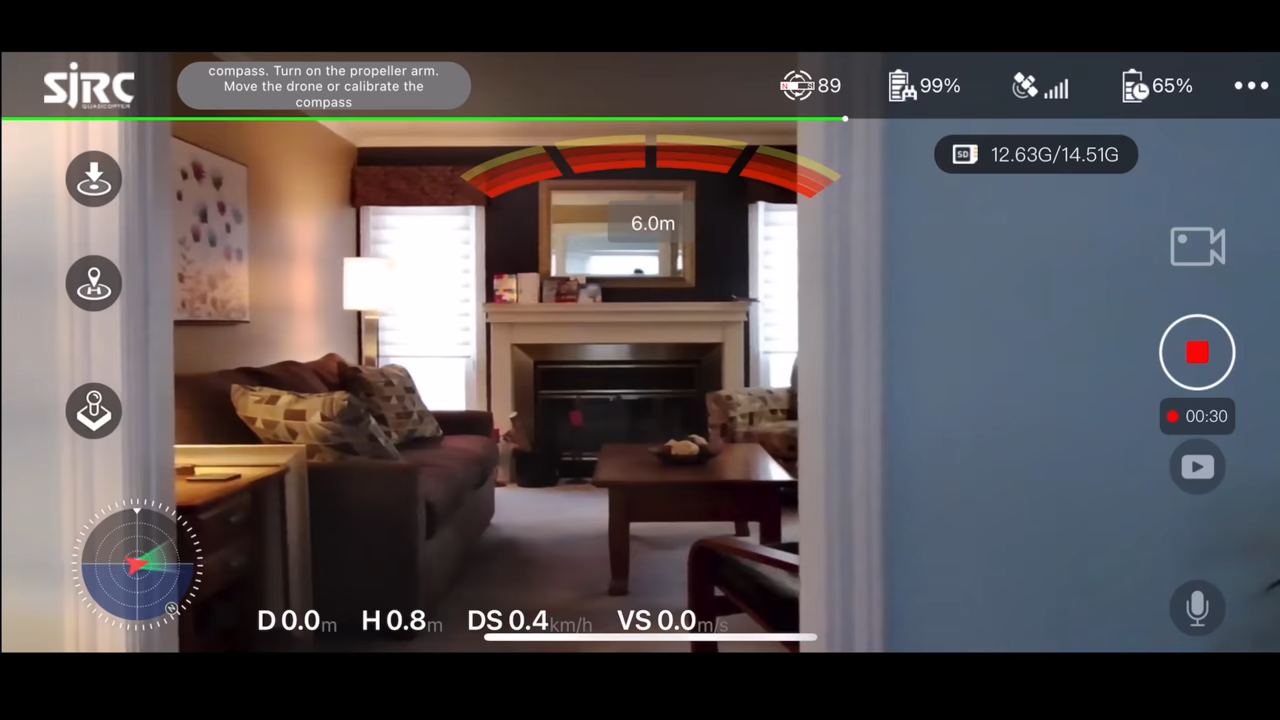 SJRC
compass. Turn on the propeller arm.
Move the drone or calibrate the
compass
89
99%
65%
SD
12.63G/14.51G
6.0m
00:30
D 0.0m H 0.8m DS 0.4km/h VS 0.0m/s